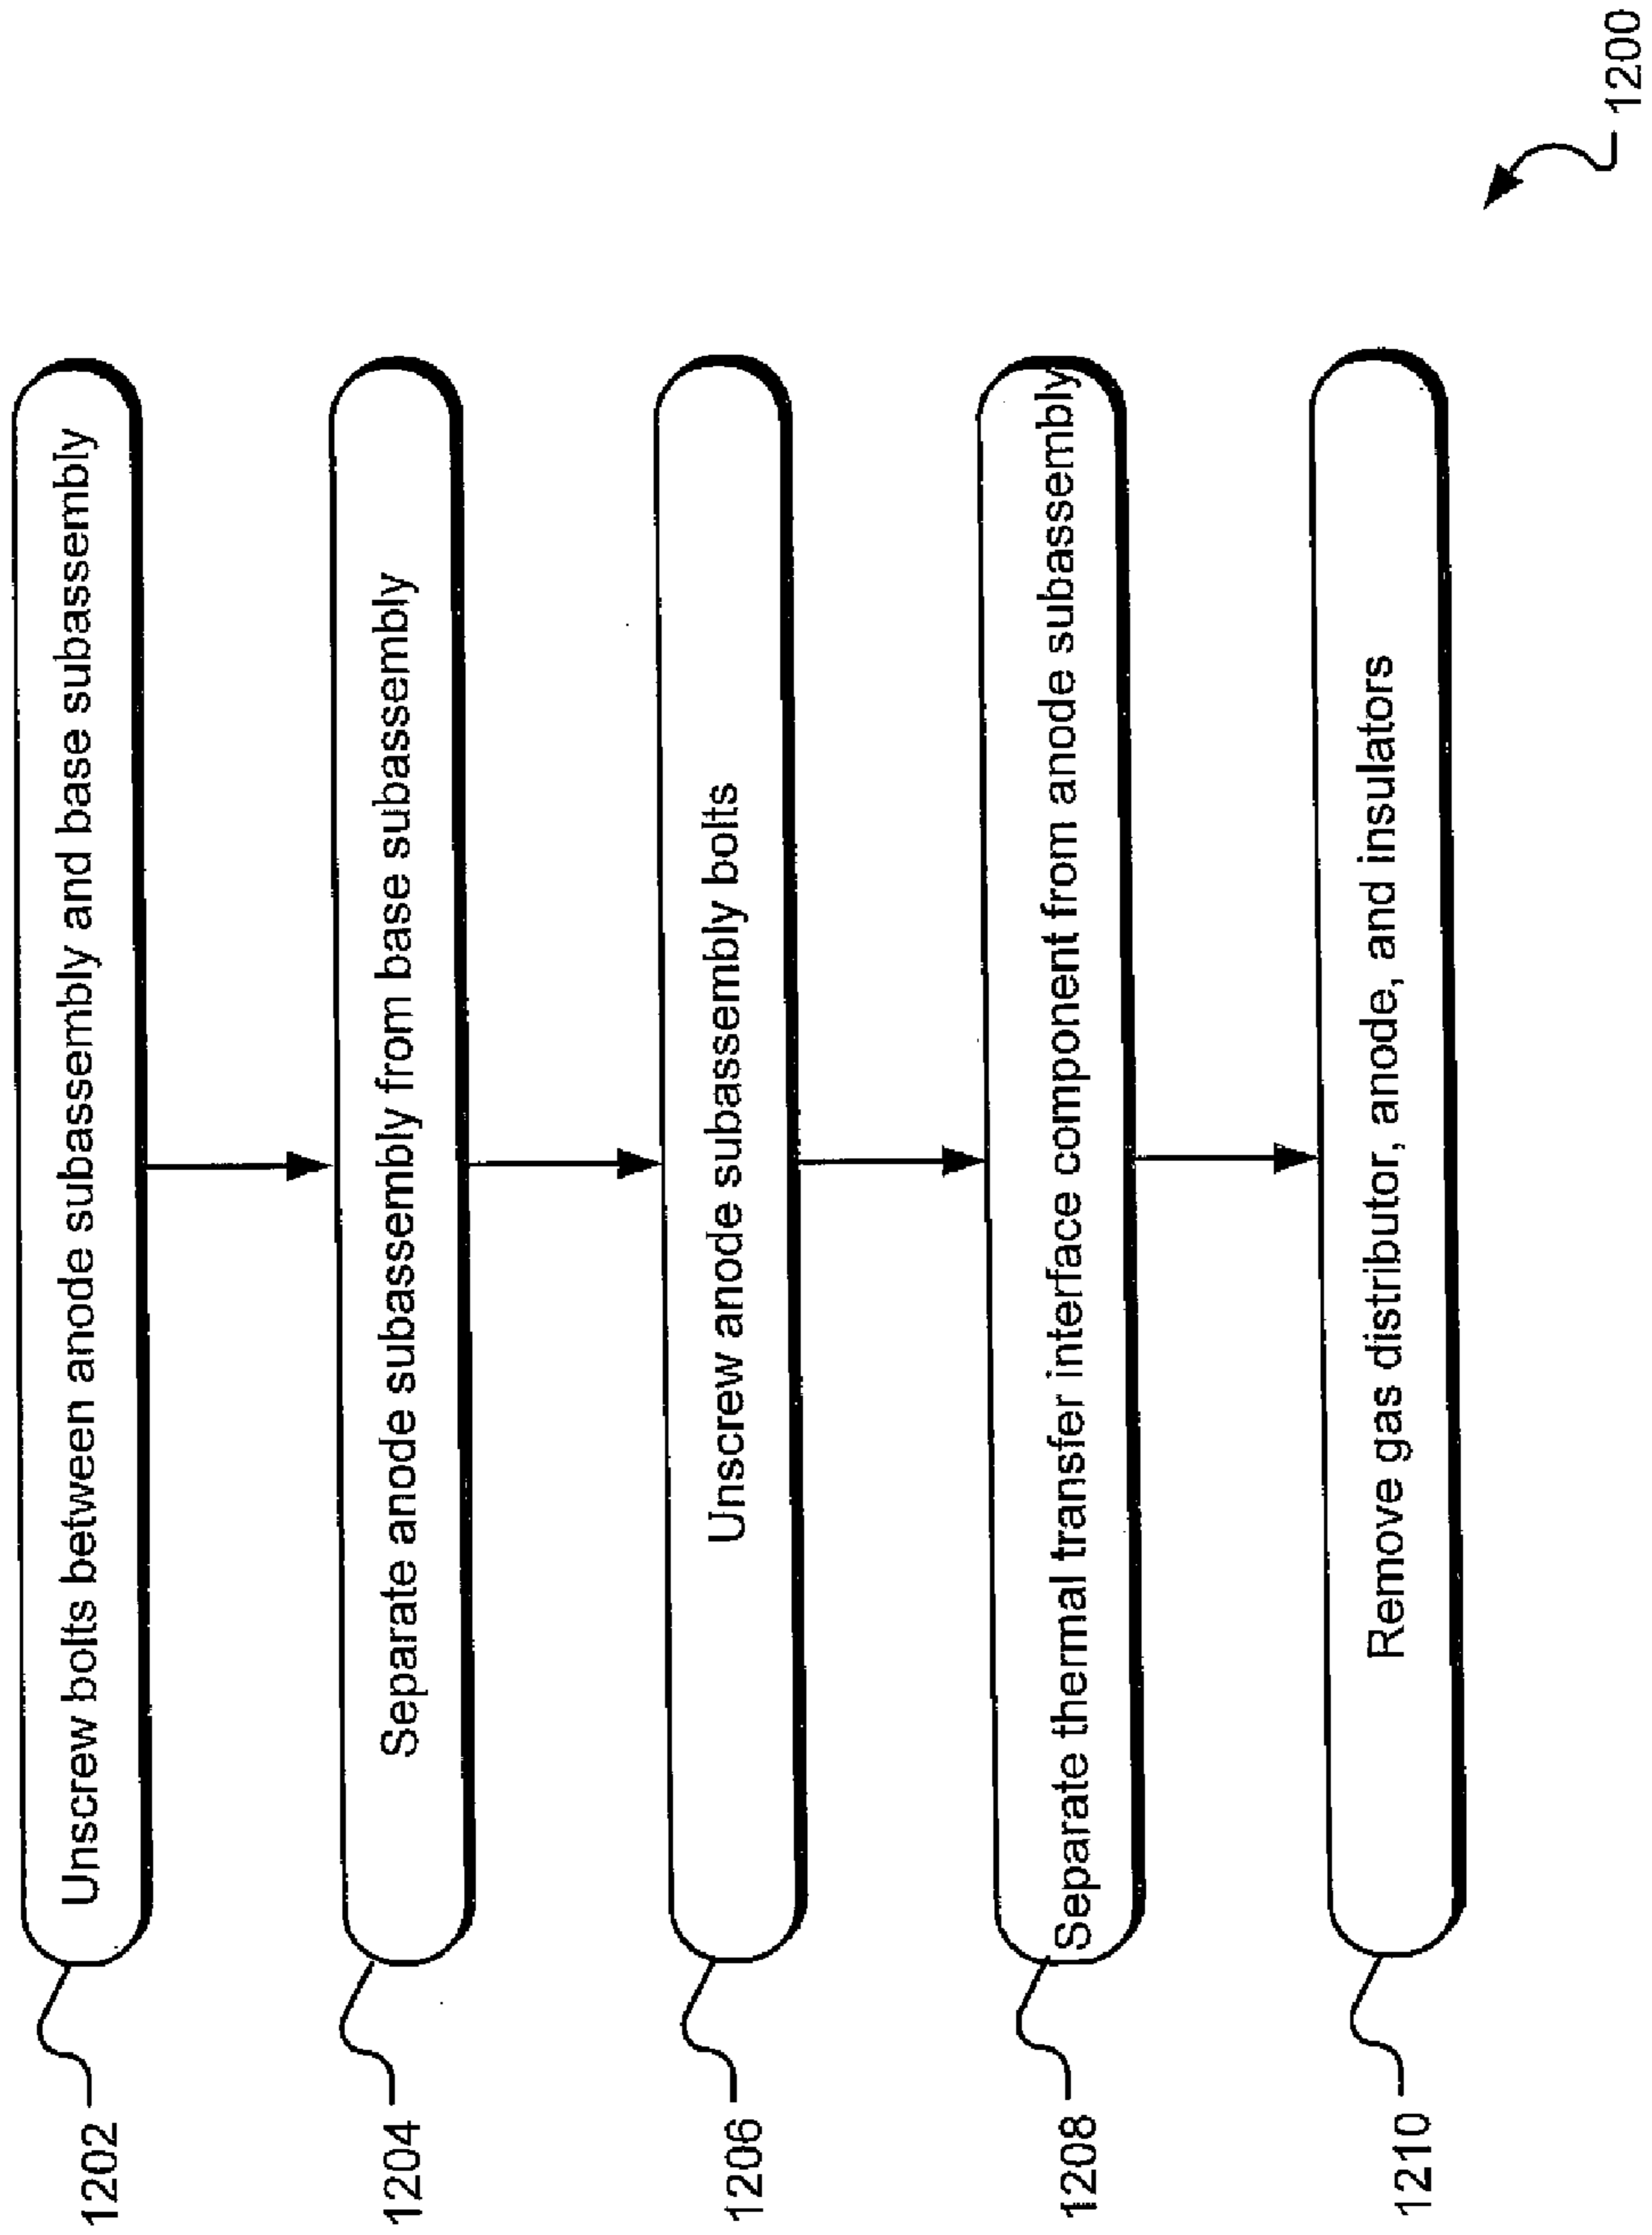 1202
Unscrew bolts between anode subassembly and base subassembly
1204
Separate anode subassembly from base subassembly
1206
Unscrew anode subassembly bolts
1208
Separate thermal transfer interface component from anode subassembly
1210
Remove gas distributor, anode, and insulators
1200